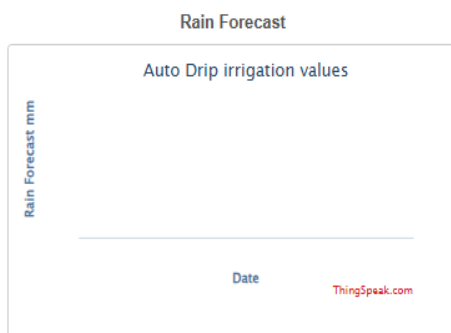 Rain Forecast
Auto Drip irrigation values
Rain Forecast mm
Date
ThingSpeak.com